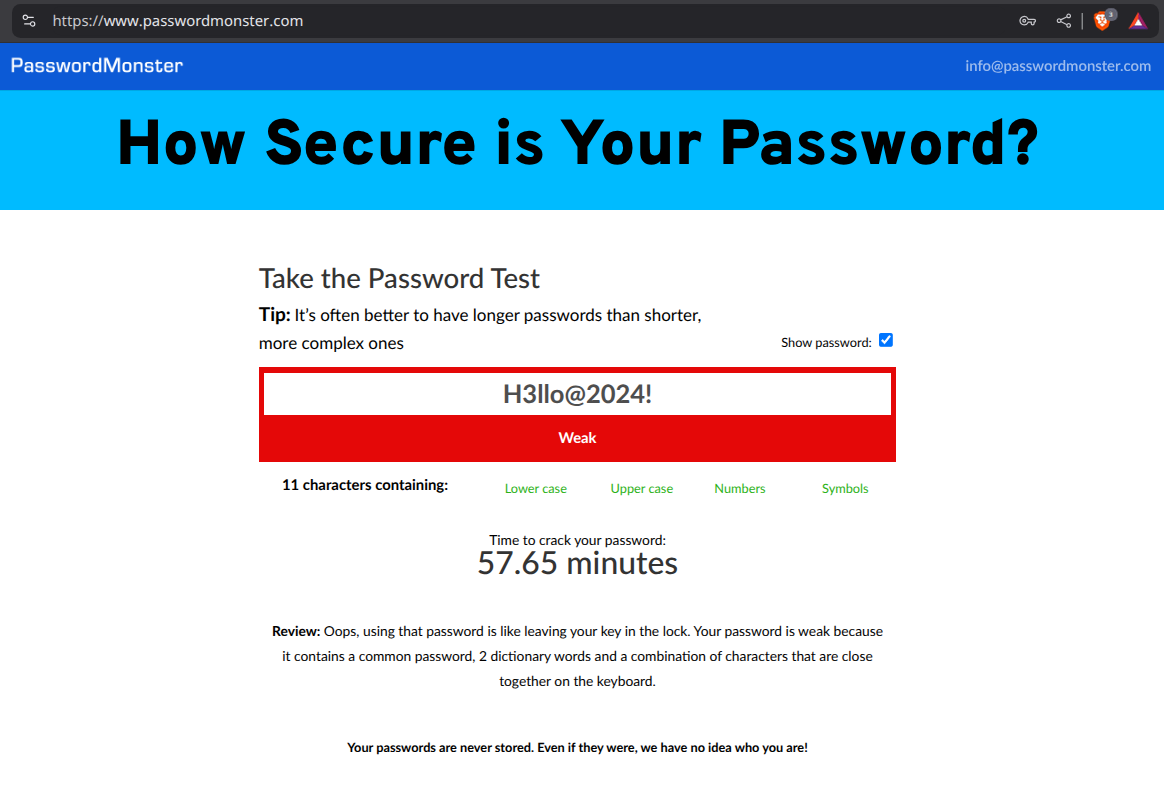 https://www.passwordmonster.com
3
PasswordMonster
info@passwordmonster.com
How Secure is Your Password?
Take the Password Test
Tip: It's often better to have longer passwords than shorter,
more complex ones
Show password:
H3llo@2024!
Weak
11 characters containing:
Lower case
Upper case
Numbers
Symbols
Time to crack your password:
57.65 minutes
Review: Oops, using that password is like leaving your key in the lock. Your password is weak because
it contains a common password, 2 dictionary words and a combination of characters that are close
together on the keyboard.
Your passwords are never stored. Even if they were, we have no idea who you are!